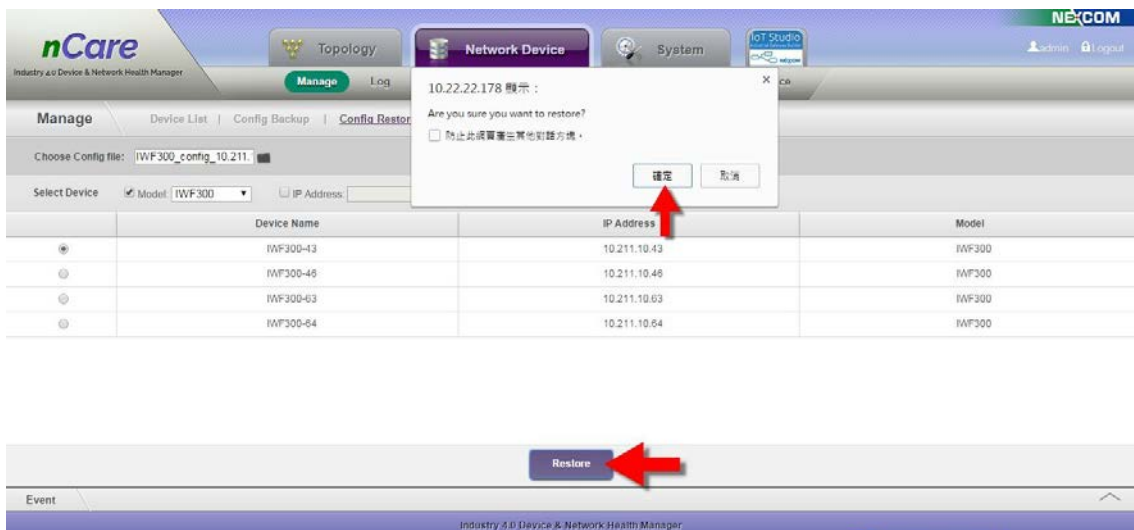 NEXCOM
nCare
Industry 4.0 Device & Network Health Manager
Topology
Network Device
System
IoT Studio
admin Logout
Manage Log
10.22.22.178 顯示：
×
Are you sure you want to restore?
防止此網頁產生其他對話方塊。
確定 取消
Manage Device List | Config Backup | Config Restor
Choose Config file: IWF300_config_10.211.
Select Device Model: IWF300 IP Address:
Device Name IP Address Model
IWF300-43 10.211.10.43 IWF300
IWF300-46 10.211.10.46 IWF300
IWF300-63 10.211.10.63 IWF300
IWF300-64 10.211.10.64 IWF300
Restore
Event
Industry 4.0 Device & Network Health Manager